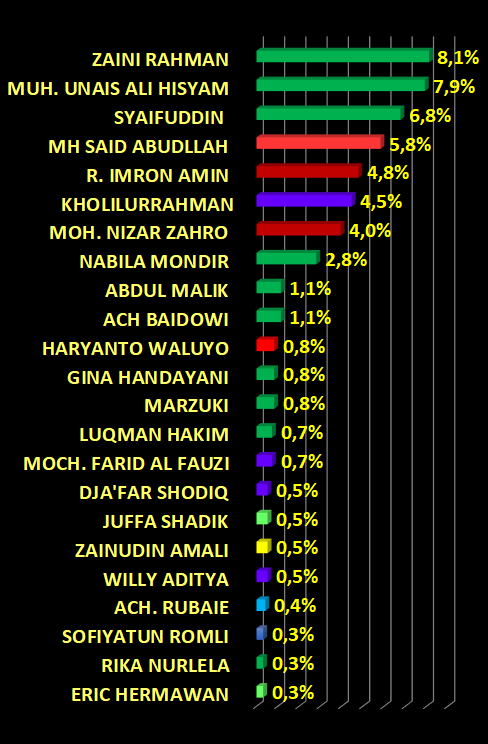 ZAINI RAHMAN 8,1%
MUH. UNAIS ALI HISYAM 7,9%
SYAIFUDDIN 6,8%
MH SAID ABUDLLAH 5,8%
R. IMRON AMIN 4,8%
KHOLILURRAHMAN 4,5%
MOH. NIZAR ZAHRO 4,0%
NABILA MONDIR 2,8%
ABDUL MALIK 1,1%
ACH BAIDOWI 1,1%
HARYANTO WALUYO 0,8%
GINA HANDAYANI 0,8%
MARZUKI 0,8%
LUQMAN HAKIM 0,7%
MOCH. FARID AL FAUZI 0,7%
DJA'FAR SHODIQ 0,5%
JUFFA SHADIK 0,5%
ZAINUDIN AMALI 0,5%
WILLY ADITYA 0,5%
ACH. RUBAIE 0,4%
SOFIYATUN ROMLI 0,3%
RIKA NURLELA 0,3%
ERIC HERMAWAN 0,3%